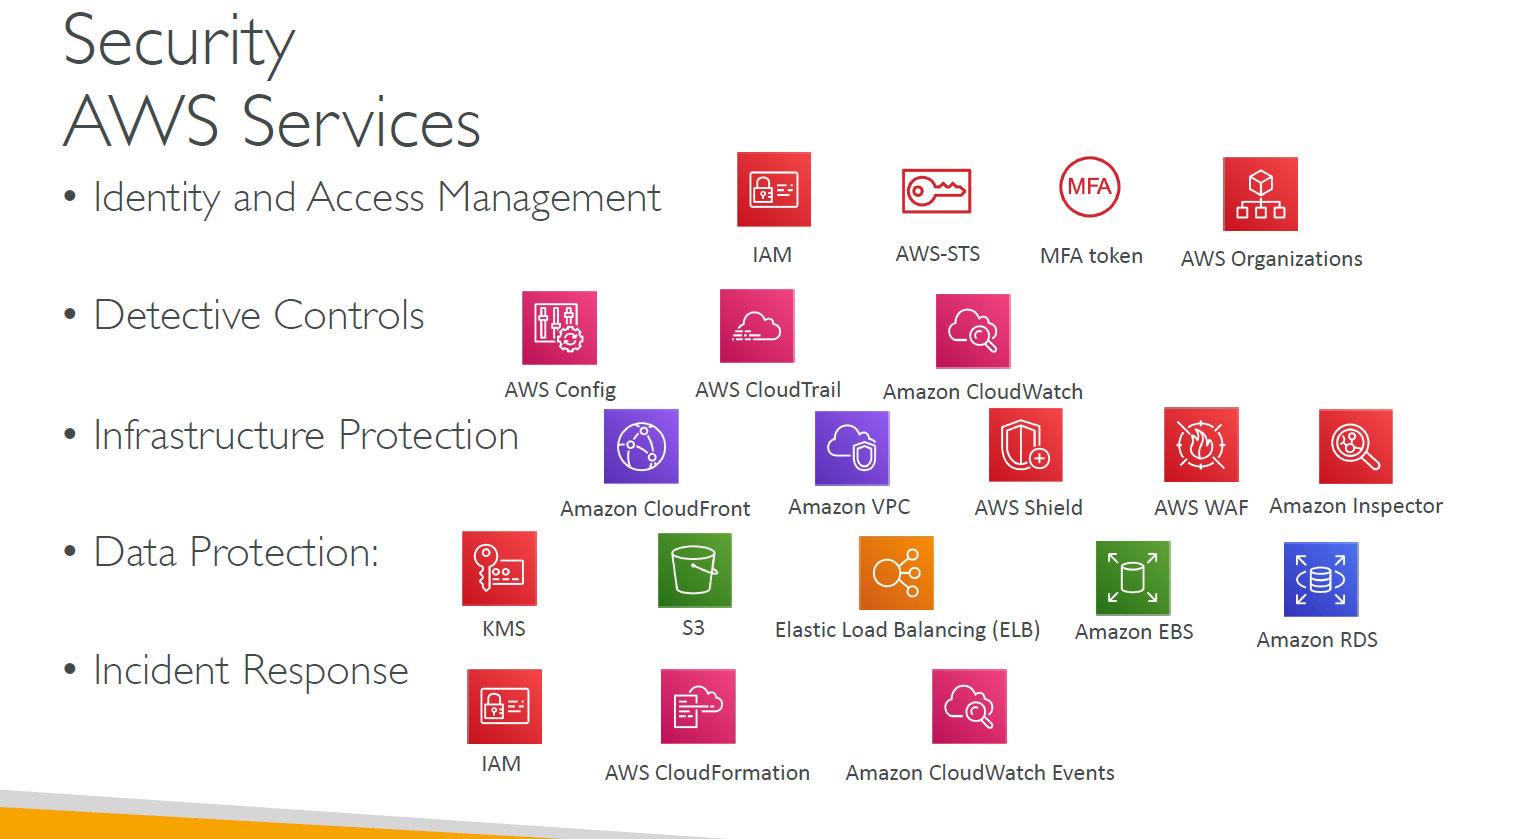 Security
AWS Services
• Identity and Access Management
MFA
IAM
AWS-STS
MFA token
AWS Organizations
• Detective Controls
AWS Config
AWS CloudTrail
Amazon CloudWatch
• Infrastructure Protection
Amazon CloudFront
Amazon VPC
AWS Shield
AWS WAF
Amazon Inspector
• Data Protection:
KMS
S3
Elastic Load Balancing (ELB)
Amazon EBS
Amazon RDS
• Incident Response
IAM
AWS CloudFormation
Amazon CloudWatch Events